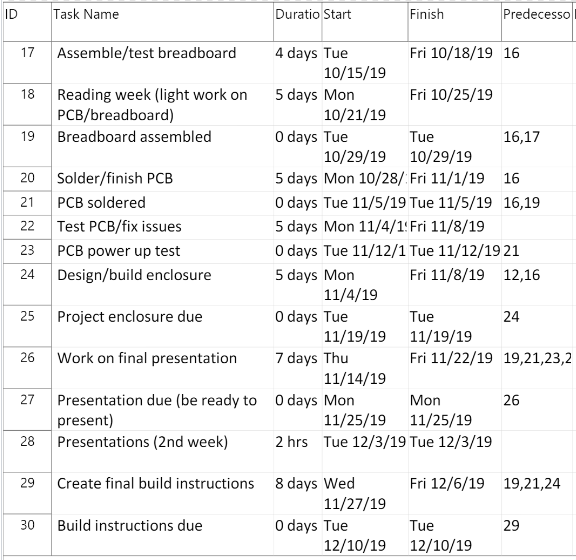 ID Task Name Duratio Start Finish Predecesso
17 Assemble/test breadboard 4 days Tue 10/15/19 Fri 10/18/19 16
18 Reading week (light work on PCB/breadboard) 5 days Mon 10/21/19 Fri 10/25/19
19 Breadboard assembled 0 days Tue 10/29/19 Tue 10/29/19 16,17
20 Solder/finish PCB 5 days Mon 10/28/ Fri 11/1/19 16
21 PCB soldered 0 days Tue 11/5/19 Tue 11/5/19 16,19
22 Test PCB/fix issues 5 days Mon 11/4/19 Fri 11/8/19
23 PCB power up test 0 days Tue 11/12/1 Tue 11/12/19 21
24 Design/build enclosure 5 days Mon 11/4/19 Fri 11/8/19 12,16
25 Project enclosure due 0 days Tue 11/19/19 Tue 11/19/19 24
26 Work on final presentation 7 days Thu 11/14/19 Fri 11/22/19 19,21,23,2
27 Presentation due (be ready to present) 0 days Mon 11/25/19 Mon 11/25/19 26
28 Presentations (2nd week) 2 hrs Tue 12/3/19 Tue 12/3/19
29 Create final build instructions 8 days Wed 11/27/19 Fri 12/6/19 19,21,24
30 Build instructions due 0 days Tue 12/10/19 Tue 12/10/19 29